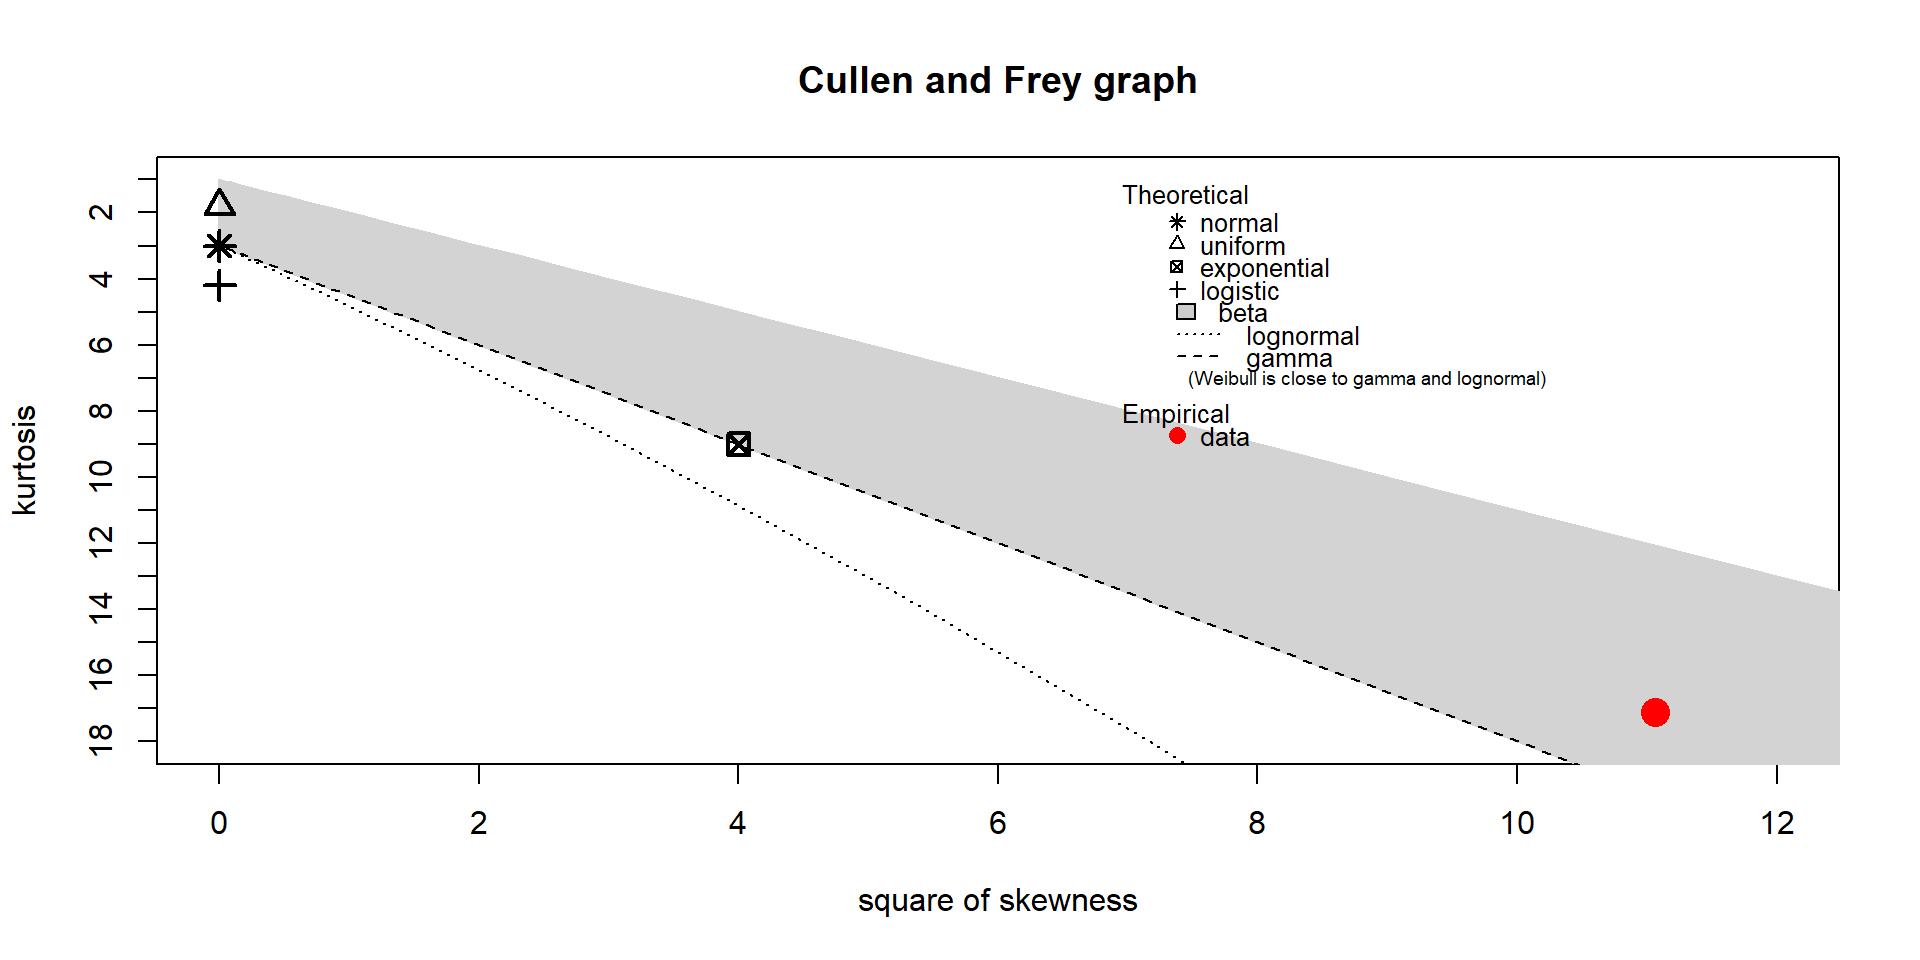 Cullen and Frey graph
Theoretical
normal
uniform
exponential
logistic
beta
lognormal
gamma
(Weibull is close to gamma and lognormal)
Empirical
data
kurtosis
2
4
6
8
10
12
14
16
18
0 2 4 6 8 10 12
square of skewness